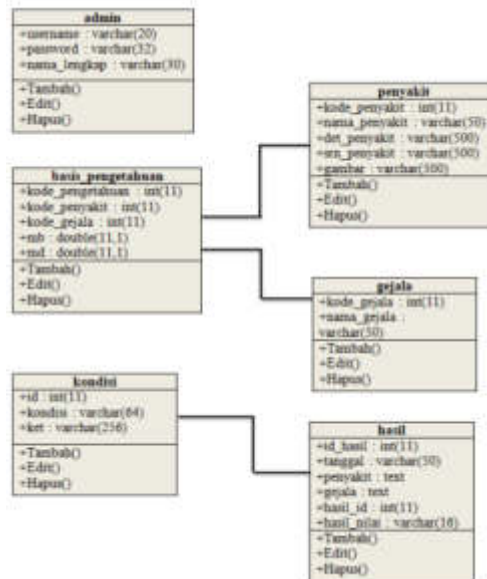 admin
+username : varchar(20)
+password : varchar(32)
+nama_lengkap : varchar(30)
+Tambah()
+Edit()
+Hapus()
penyakit
+kode_penyakit : int(11)
+nama_penyakit : varchar(50)
+det_penyakit : varchar(500)
+srn_penyakit : varchar(500)
+gambar : varchar(500)
+Tambah()
+Edit()
+Hapus()
basis_pengetahuan
+kode_pengetahuan : int(11)
+kode_penyakit : int(11)
+kode_gejala : int(11)
+mb : double(11,1)
+md : double(11,1)
+Tambah()
+Edit()
+Hapus()
gejala
+kode_gejala : int(11)
+nama_gejala :
varchar(50)
+Tambah()
+Edit()
+Hapus()
kondisi
+id : int(11)
+kondisi : varchar(64)
+ket : varchar(256)
+Tambah()
+Edit()
+Hapus()
hasil
+id_hasil : int(11)
+tanggal : varchar(50)
+penyakit : text
+gejala : text
+hasil_id : int(11)
+hasil_nilai : varchar(16)
+Tambah()
+Edit()
+Hapus()